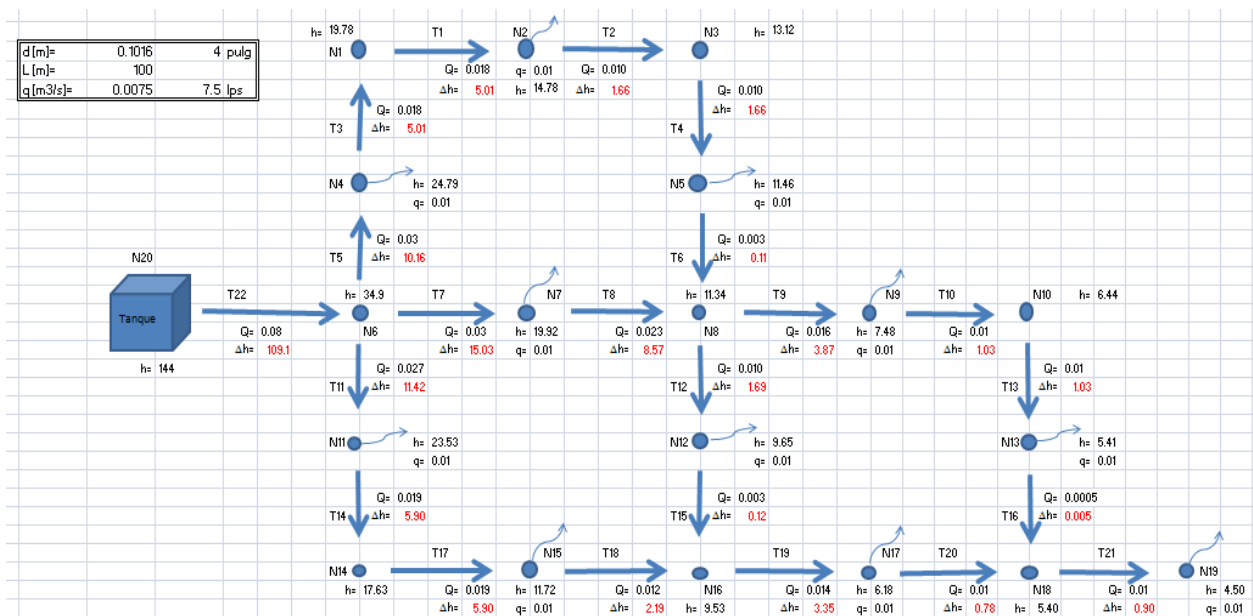 h= 19.78 T1 N2 T2 N3 h= 13.12
d [m]= 0.1016 4 pulg
N1
L [m]= 100
Q= 0.018 q= 0.01 Q= 0.010
q [m3/s]= 0.0075 7.5 lps
Δh= 5.01 h= 14.78 Δh= 1.66 Q= 0.010
Q= 0.018 Δh= 1.66
T3 Δh= 5.01 T4
N4 h= 24.79 N5 h= 11.46
q= 0.01 q= 0.01
Q= 0.03 Q= 0.003
N20 T5 Δh= 10.16 T6 Δh= 0.11
T22 h= 34.9 T7 N7 T8 h= 11.34 T9 N9 T10 N10 h= 6.44
Tanque
Q= 0.08 N6 Q= 0.03 h= 19.92 Q= 0.023 N8 Q= 0.016 h= 7.48 Q= 0.01
Δh= 109.1 Δh= 15.03 q= 0.01 Δh= 8.57 Δh= 3.87 q= 0.01 Δh= 1.03
h= 144 Q= 0.027 Q= 0.010 Q= 0.01
T11 Δh= 11.42 T12 Δh= 1.69 T13 Δh= 1.03
N11 h= 23.53 N12 h= 9.65 N13 h= 5.41
q= 0.01 q= 0.01 q= 0.01
Q= 0.019 Q= 0.003 Q= 0.0005
T14 Δh= 5.90 T15 Δh= 0.12 T16 Δh= 0.005
T17 N15 T18 T19 N17 T20 T21 N19
N14
h= 17.63 Q= 0.019 h= 11.72 Q= 0.012 N16 Q= 0.014 h= 6.18 Q= 0.01 N18 Q= 0.01 h= 4.50
Δh= 5.90 q= 0.01 Δh= 2.19 h= 9.53 Δh= 3.35 q= 0.01 Δh= 0.78 h= 5.40 Δh= 0.90 q= 0.01